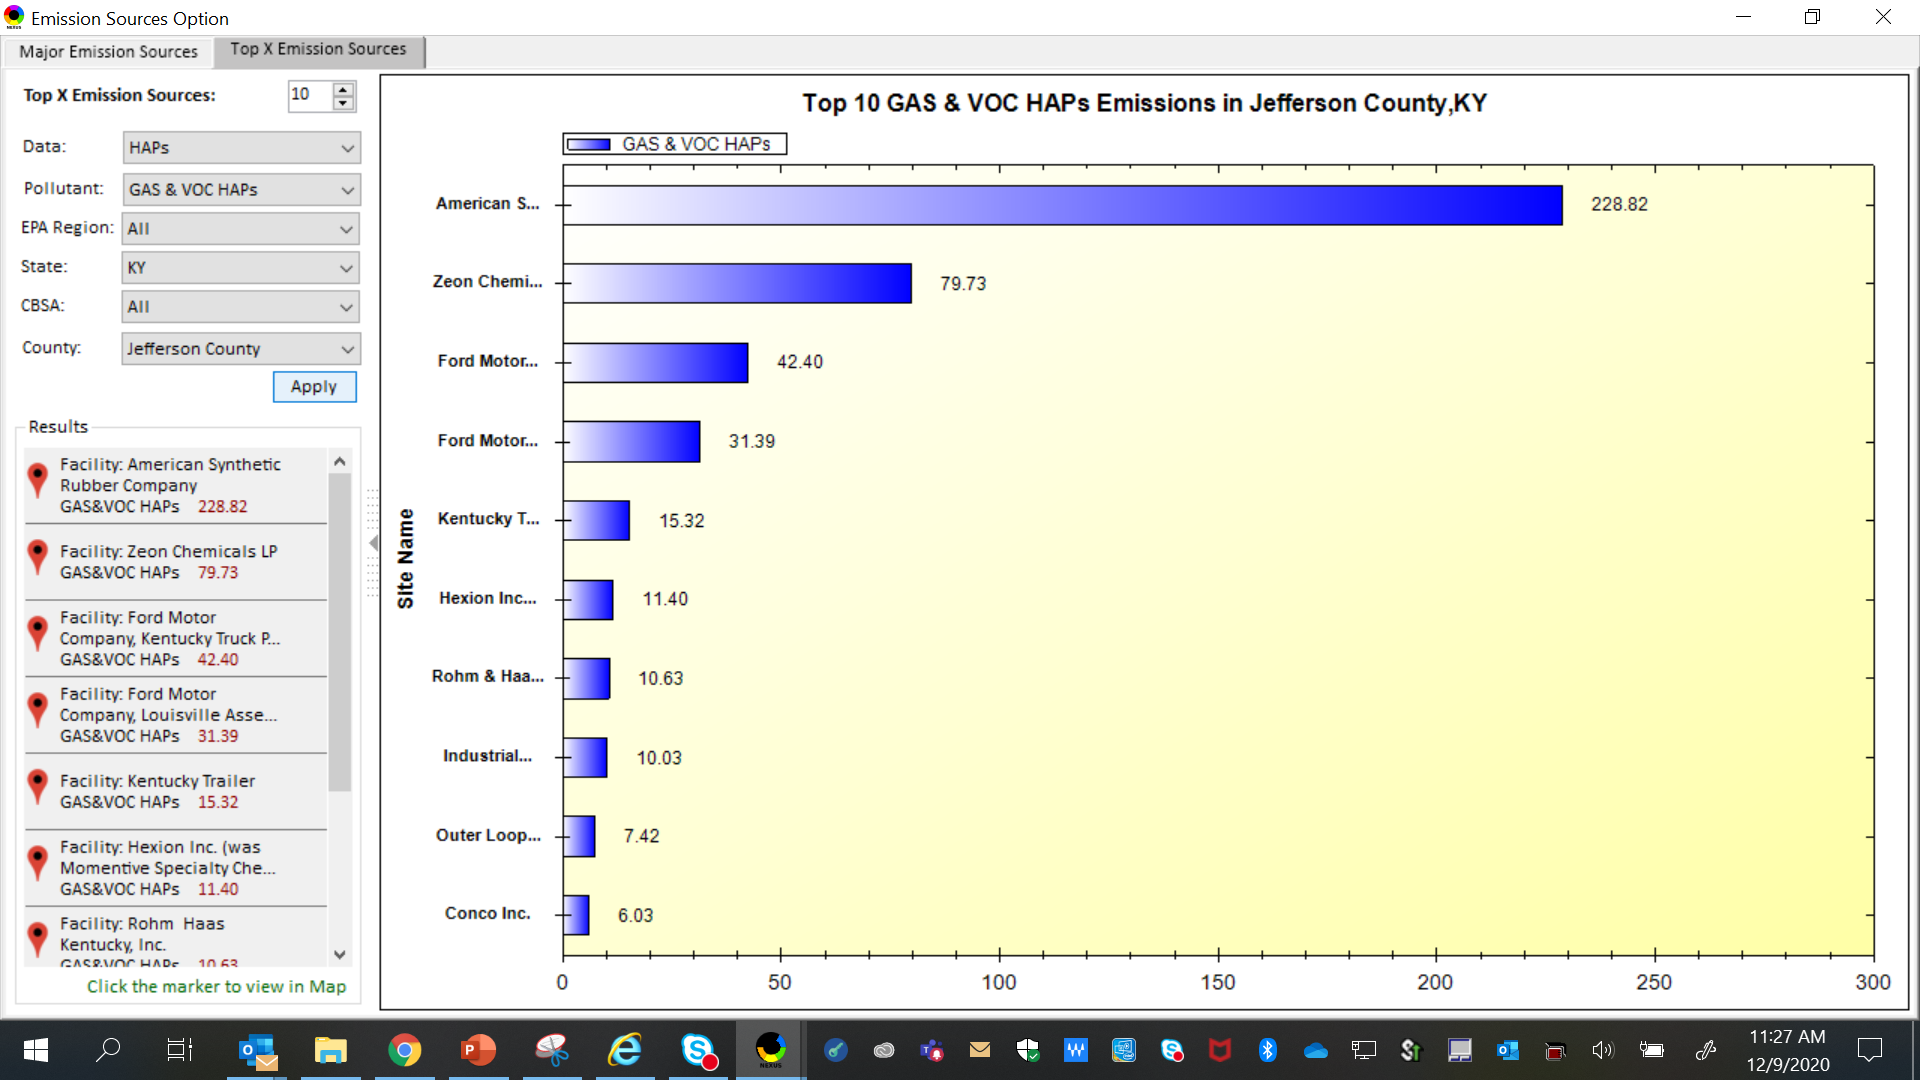 Emission Sources Option
Major Emission Sources
Top X Emission Sources
Top X Emission Sources:
10
Data:
HAPs
Pollutant:
GAS & VOC HAPs
EPA Region:
All
State:
KY
CBSA:
All
County:
Jefferson County
Apply
Results
Facility: American Synthetic
Rubber Company
GAS&VOC HAPs 228.82
Facility: Zeon Chemicals LP
GAS&VOC HAPs 79.73
Facility: Ford Motor
Company, Kentucky Truck P...
GAS&VOC HAPs 42.40
Facility: Ford Motor
Company, Louisville Asse...
GAS&VOC HAPs 31.39
Facility: Kentucky Trailer
GAS&VOC HAPs 15.32
Facility: Hexion Inc. (was
Momentive Specialty Che...
GAS&VOC HAPs 11.40
Facility: Rohm  Haas
Kentucky, Inc.
GAS&VOC HAPs 10.63
Click the marker to view in Map
Top 10 GAS & VOC HAPs Emissions in Jefferson County,KY
GAS & VOC HAPs
Site Name
American S...
228.82
Zeon Chemi...
79.73
Ford Motor...
42.40
Ford Motor...
31.39
Kentucky T...
15.32
Hexion Inc...
11.40
Rohm & Haa...
10.63
Industrial...
10.03
Outer Loop...
7.42
Conco Inc.
6.03
0 50 100 150 200 250 300
NEXUS
11:27 AM
12/9/2020